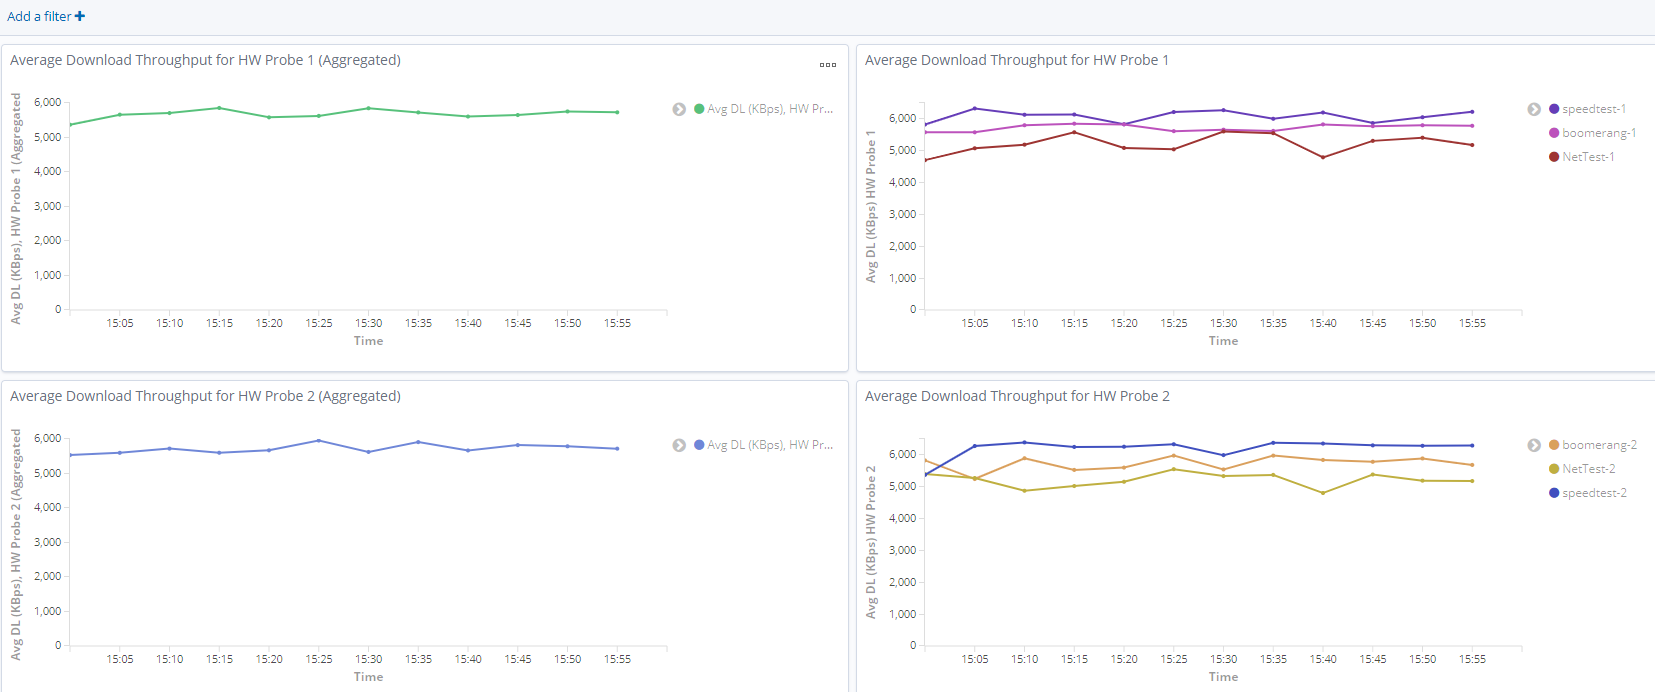 Add a filter
Average Download Throughput for HW Probe 1 (Aggregated)
Avg DL (KBps), HW Probe 1 (Aggregated
6,000
5,000
4,000
3,000
2,000
1,000
0
15:05 15:10 15:15 15:20 15:25 15:30 15:35 15:40 15:45 15:50 15:55
Time
Avg DL (KBps), HW Pr...
Average Download Throughput for HW Probe 1
Avg DL (KBps) HW Probe 1
6,000
5,000
4,000
3,000
2,000
1,000
0
15:05 15:10 15:15 15:20 15:25 15:30 15:35 15:40 15:45 15:50 15:55
Time
speedtest-1
boomerang-1
NetTest-1
Average Download Throughput for HW Probe 2 (Aggregated)
Avg DL (KBps), HW Probe 2 (Aggregated
6,000
5,000
4,000
3,000
2,000
1,000
0
15:05 15:10 15:15 15:20 15:25 15:30 15:35 15:40 15:45 15:50 15:55
Time
Avg DL (KBps), HW Pr...
Average Download Throughput for HW Probe 2
Avg DL (KBps) HW Probe 2
6,000
5,000
4,000
3,000
2,000
1,000
0
15:05 15:10 15:15 15:20 15:25 15:30 15:35 15:40 15:45 15:50 15:55
Time
boomerang-2
NetTest-2
speedtest-2